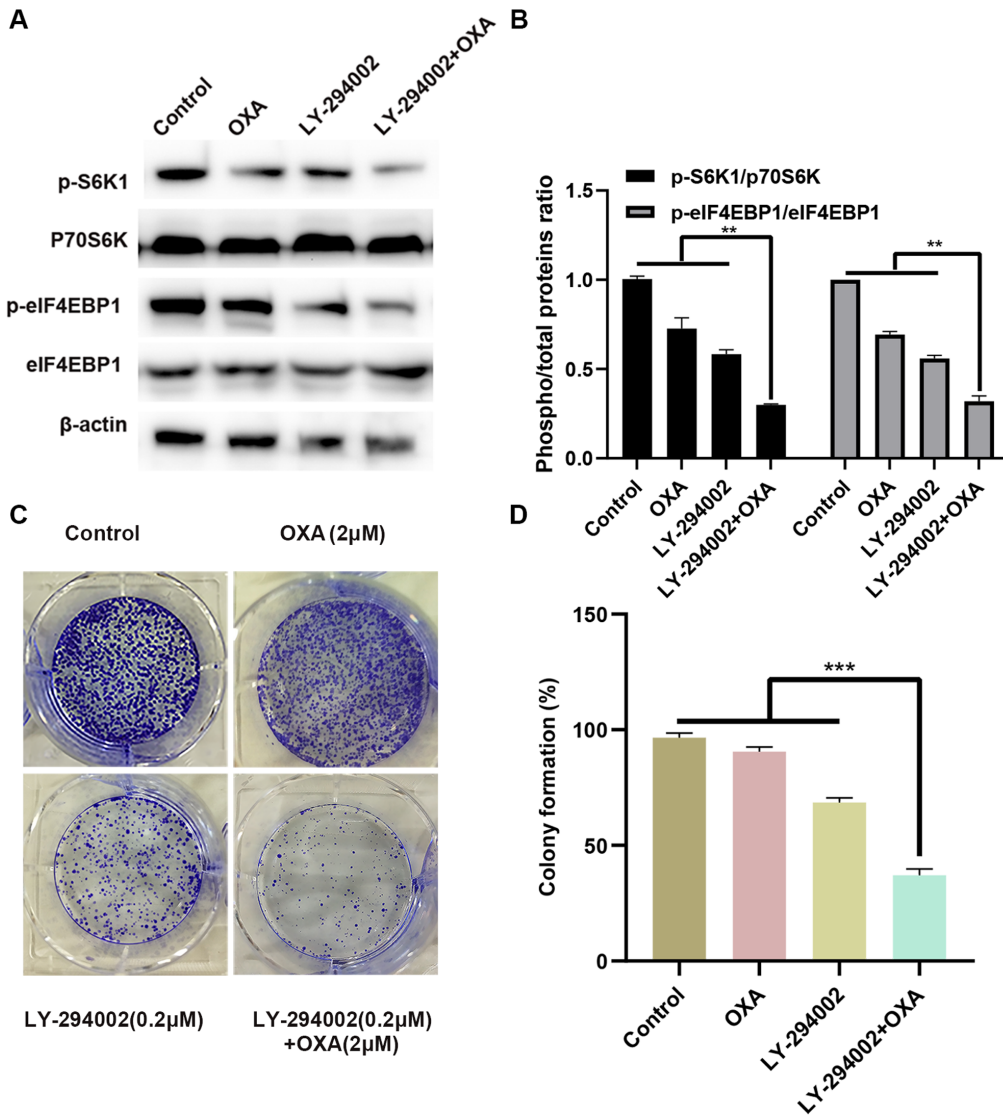 A
Control
OXA
LY-294002
LY-294002+OXA
p-S6K1
P70S6K
p-eIF4EBP1
eIF4EBP1
β-actin
B
p-S6K1/p70S6K
p-eIF4EBP1/eIF4EBP1
Phospho/total proteins ratio
1.5
1.0
0.5
0.0
**
**
Control
OXA
LY-294002
LY-294002+OXA
Control
OXA
LY-294002
LY-294002+OXA
C
Control
OXA (2μM)
LY-294002(0.2μM)
LY-294002(0.2μM)
+OXA(2μM)
D
Colony formation (%)
150
100
50
0
***
Control
OXA
LY-294002
LY-294002+OXA